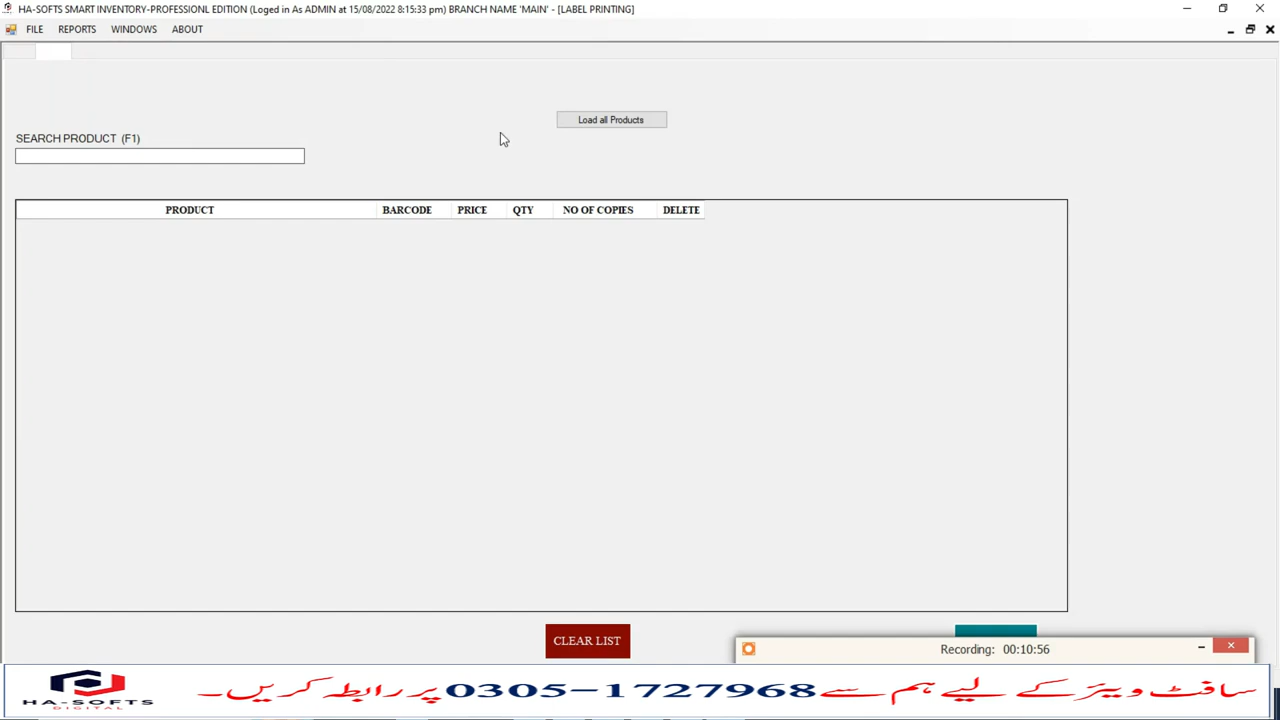 HA-SOFTS SMART INVENTORY-PROFESSIONL EDITION (Loged in As ADMIN at 15/08/2022 8:15:33 pm) BRANCH NAME 'MAIN' - [LABEL PRINTING]
FILE REPORTS WINDOWS ABOUT
Load all Products
SEARCH PRODUCT (F1)
PRODUCT BARCODE PRICE QTY NO OF COPIES DELETE
CLEAR LIST
Recording: 00:10:56
سافٹ ویئر کے لیے ہم سے 0305-1727968 پر رابطہ کریں۔
HA-SOFTS
DIGITAL